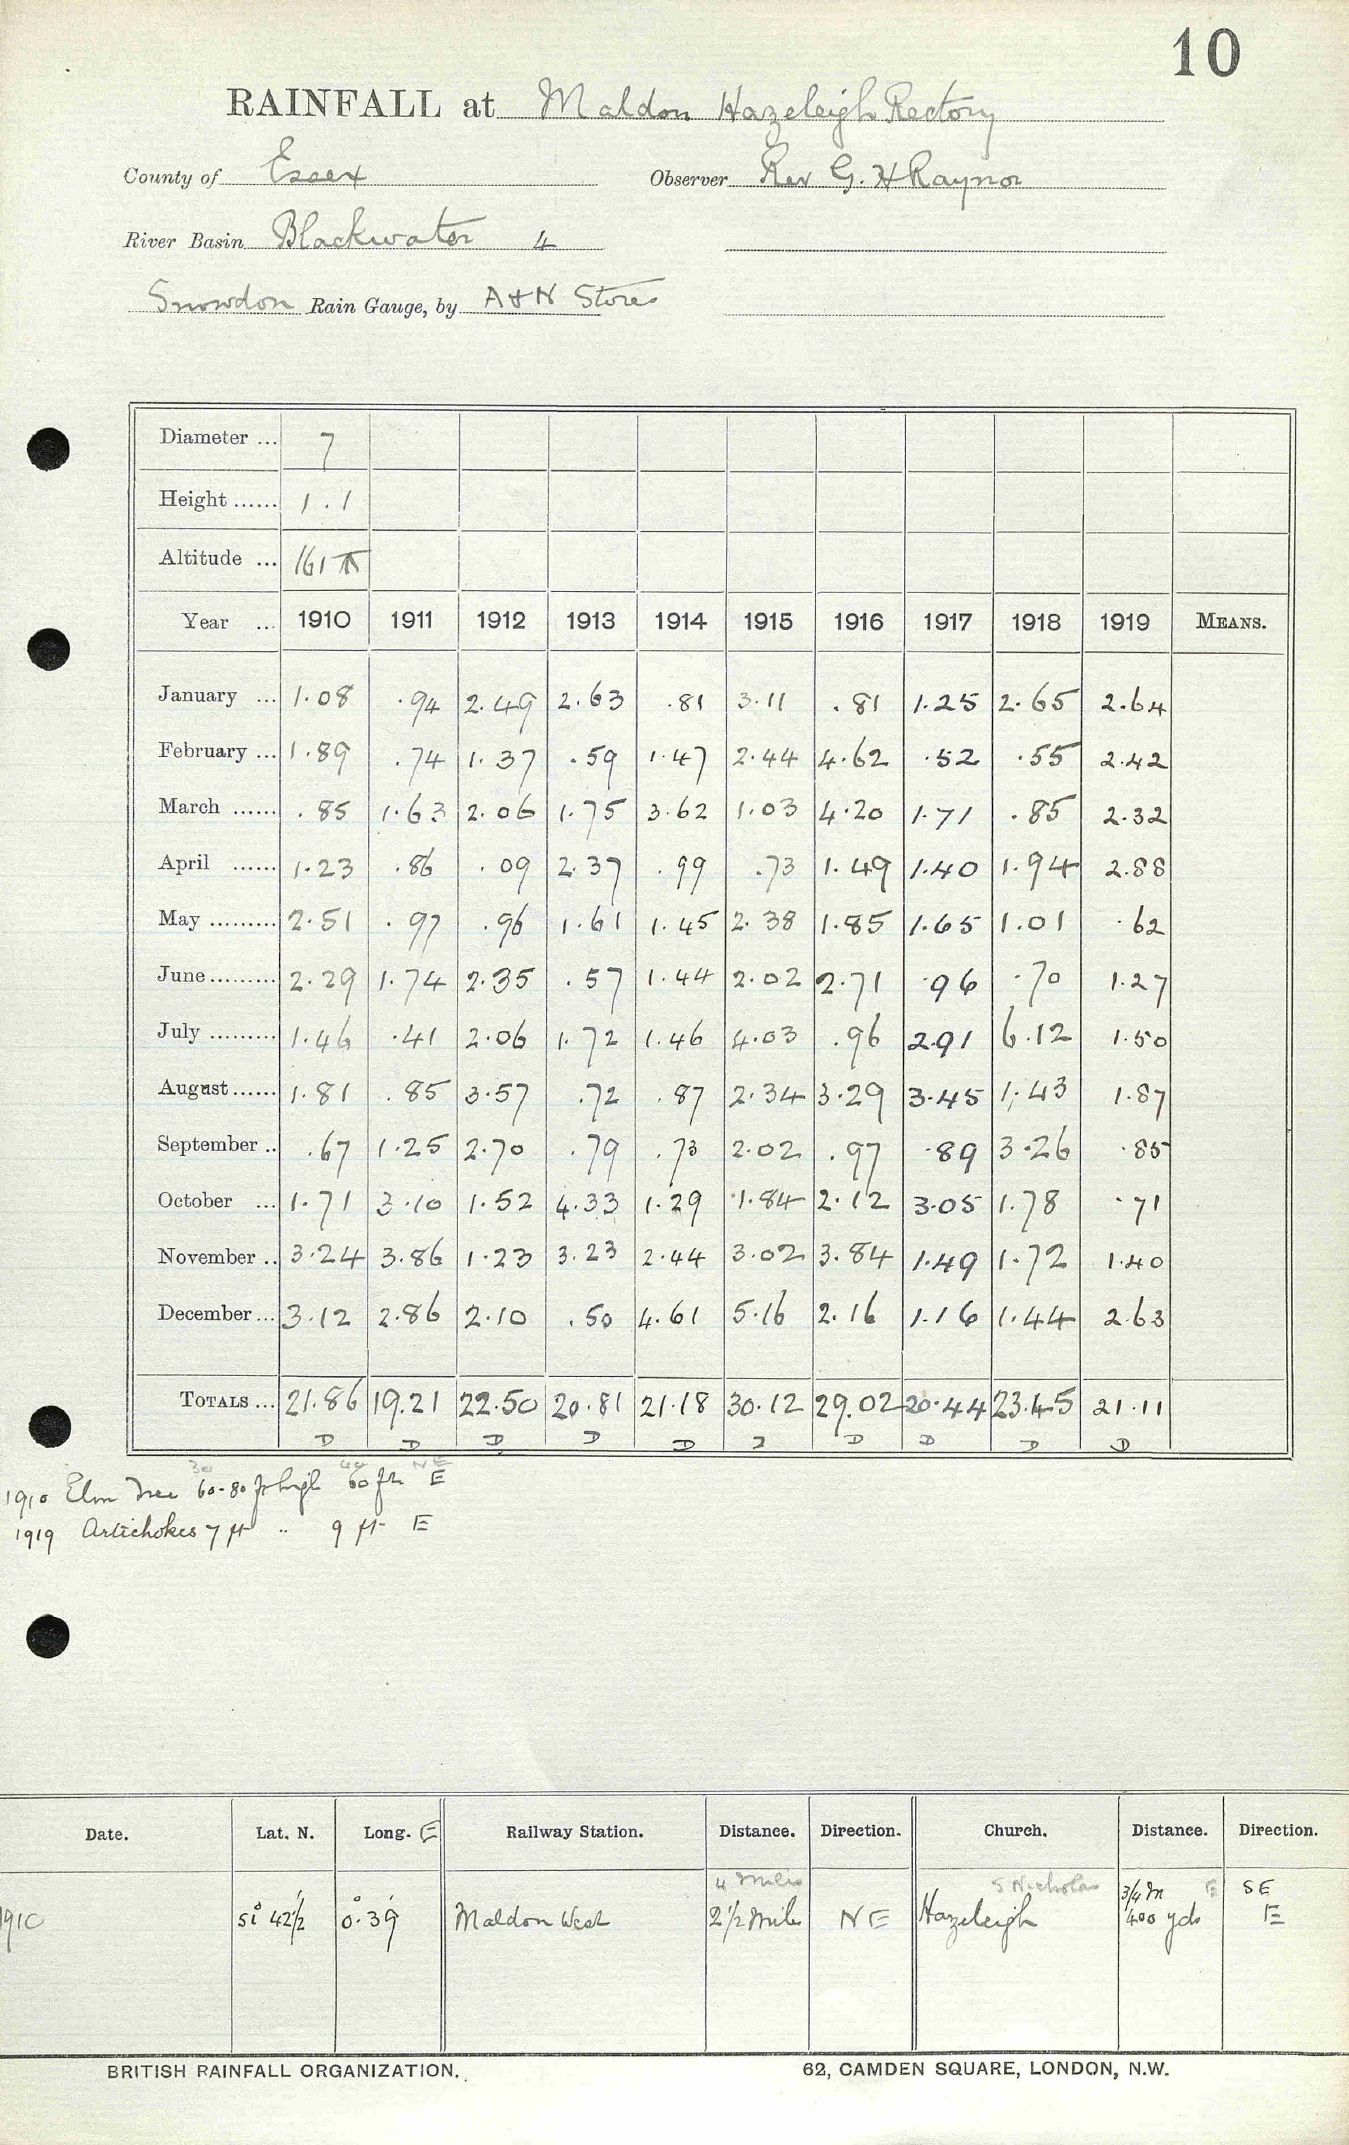 10
RAINFALL at Maldon Hazeleigh Rectory
County of Essex Observer Rev G. H Raynor
River Basin Blackwater 4
Snowdon Rain Gauge, by A & N Stores
Diameter ... 7
Height ...... 1.1
Altitude ... 161 ft
Year ... 1910 1911 1912 1913 1914 1915 1916 1917 1918 1919 MEANS.
January ... 1.08 .94 2.49 2.63 .81 3.11 .81 1.25 2.65 2.64
February ... 1.89 .74 1.37 .59 1.47 2.44 4.62 .52 .55 2.42
March ...... .85 1.63 2.06 1.75 3.62 1.03 4.20 1.71 .85 2.32
April ...... 1.23 .86 .09 2.37 .99 .73 1.49 1.40 1.94 2.88
May ......... 2.51 .97 .96 1.61 1.45 2.38 1.85 1.65 1.01 .62
June ......... 2.29 1.74 2.35 .57 1.44 2.02 2.71 .96 .70 1.27
July ......... 1.46 .41 2.06 1.72 1.46 4.03 .96 2.91 6.12 1.50
August ...... 1.81 .85 3.57 .72 .87 2.34 3.29 3.45 1.43 1.87
September .. .67 1.25 2.70 .79 .73 2.02 .97 .89 3.26 .85
October ... 1.71 3.10 1.52 4.33 1.29 1.84 2.12 3.05 1.78 .71
November .. 3.24 3.86 1.23 3.23 2.44 3.02 3.84 1.49 1.72 1.40
December ... 3.12 2.86 2.10 .50 4.61 5.16 2.16 1.16 1.44 2.63
TOTALS ... 21.86 19.21 22.50 20.81 21.18 30.12 29.02 20.44 23.45 21.11
D D D D D D D D D D
30 NE
1910 Elm Tree 60-80 ft high 60 ft E
1919 Artichokes 7 ft " 9 ft E
Date. Lat. N. Long. E Railway Station. Distance. Direction. Church. Distance. Direction.
4 miles S Nicholas 3/4 m E SE
1910 51° 42½' 0° 39' Maldon West 2½ miles NE Hazeleigh 400 yds E
BRITISH RAINFALL ORGANIZATION. 62, CAMDEN SQUARE, LONDON, N.W.